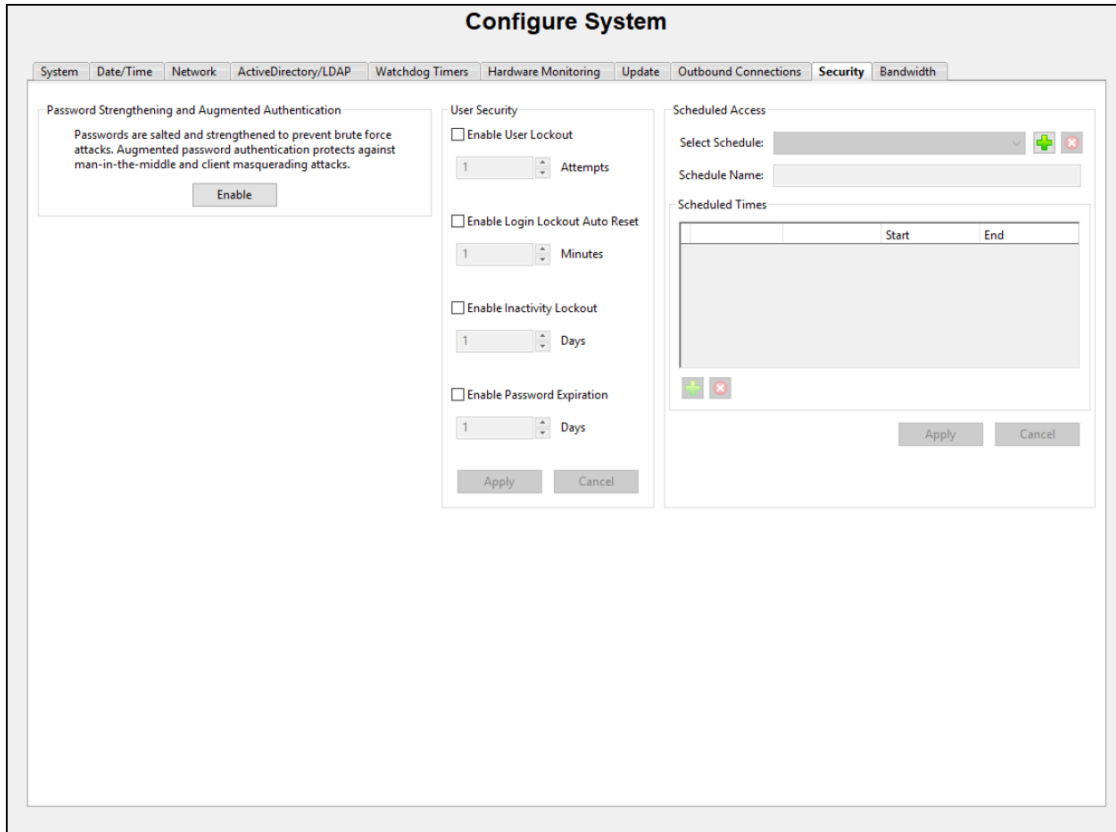 Configure System
System Date/Time Network ActiveDirectory/LDAP Watchdog Timers Hardware Monitoring Update Outbound Connections Security Bandwidth
Password Strengthening and Augmented Authentication
Passwords are salted and strengthened to prevent brute force
attacks. Augmented password authentication protects against
man-in-the-middle and client masquerading attacks.
Enable
User Security
Enable User Lockout
1 Attempts
Enable Login Lockout Auto Reset
1 Minutes
Enable Inactivity Lockout
1 Days
Enable Password Expiration
1 Days
Apply Cancel
Scheduled Access
Select Schedule:
Schedule Name:
Scheduled Times
Start End
Apply Cancel